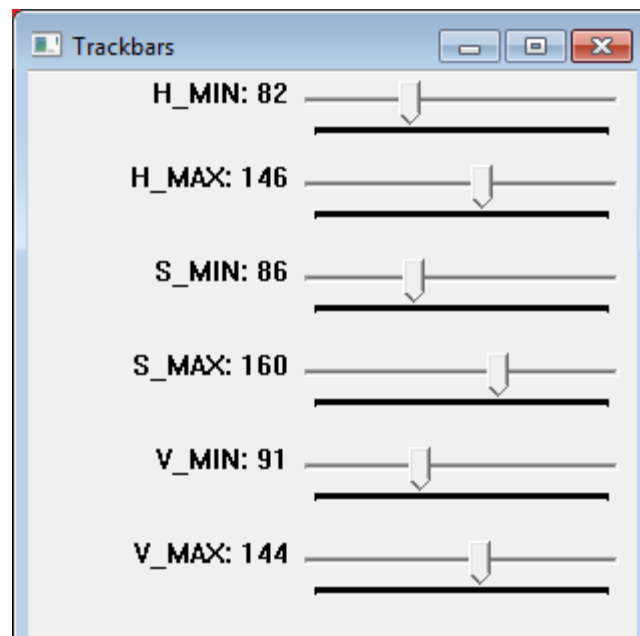 Trackbars
H_MIN: 82
H_MAX: 146
S_MIN: 86
S_MAX: 160
V_MIN: 91
V_MAX: 144